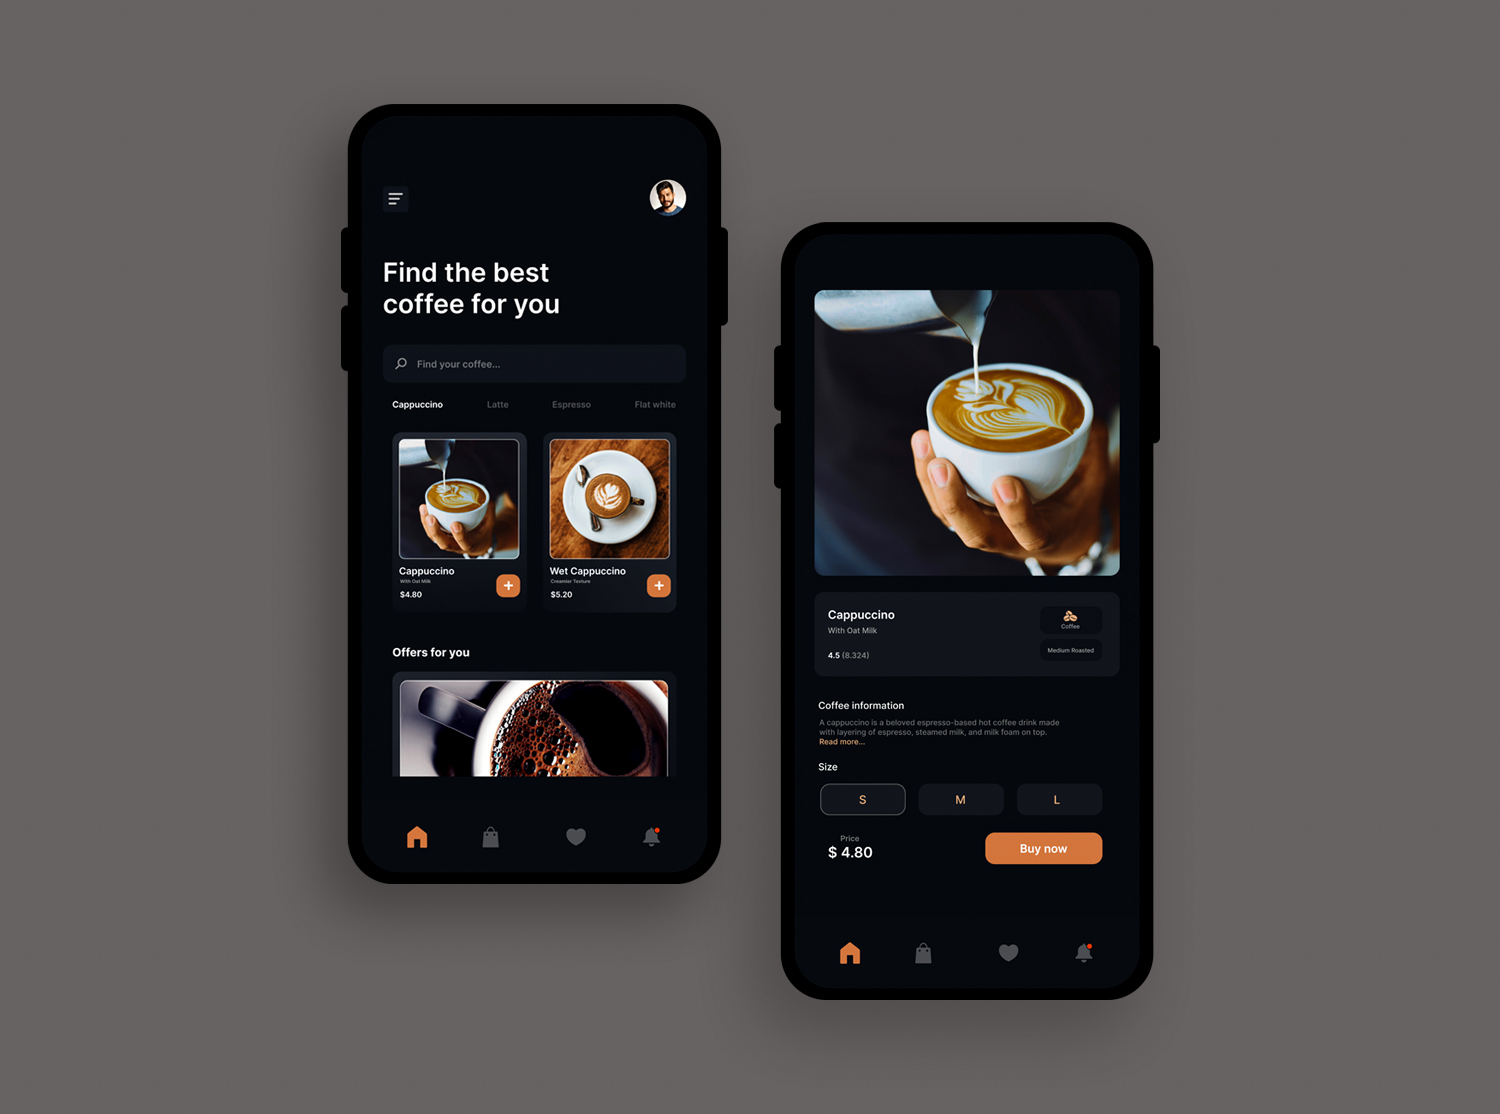 Find the best
coffee for you
Find your coffee...
Cappuccino Latte Espresso Flat white
Cappuccino
With Oat Milk
$4.80
Wet Cappuccino
Creamier Texture
$5.20
Offers for you
Cappuccino
With Oat Milk
4.5 (8.324)
Coffee
Medium Roasted
Coffee information
A cappuccino is a beloved espresso-based hot coffee drink made
with layering of espresso, steamed milk, and milk foam on top.
Read more...
Size
S M L
Price
$ 4.80
Buy now